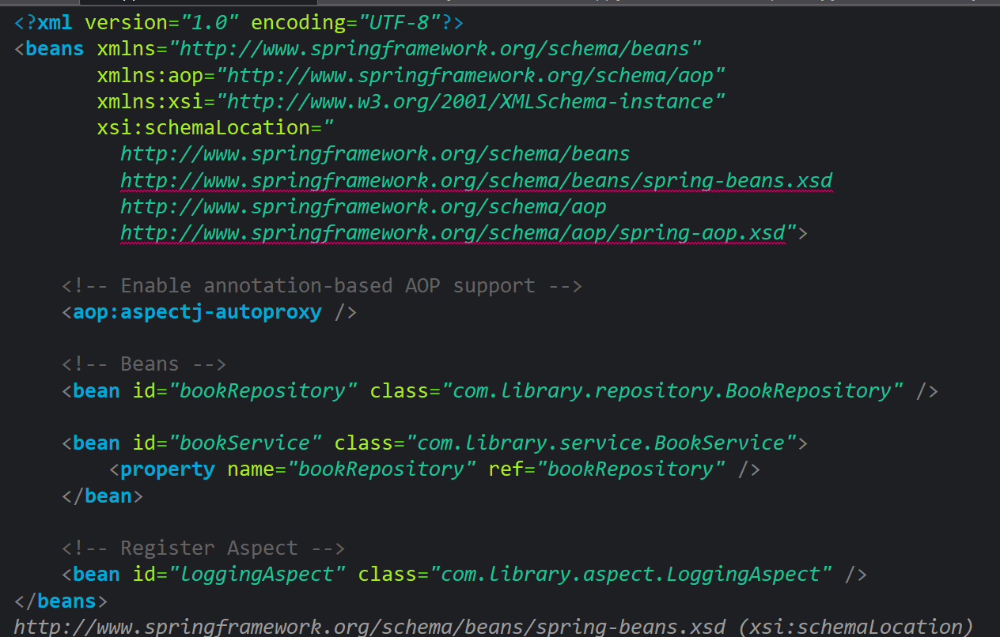 <?xml version="1.0" encoding="UTF-8"?>
<beans xmlns="http://www.springframework.org/schema/beans"
xmlns:aop="http://www.springframework.org/schema/aop"
xmlns:xsi="http://www.w3.org/2001/XMLSchema-instance"
xsi:schemaLocation="
http://www.springframework.org/schema/beans
http://www.springframework.org/schema/beans/spring-beans.xsd
http://www.springframework.org/schema/aop
http://www.springframework.org/schema/aop/spring-aop.xsd">
<!-- Enable annotation-based AOP support -->
<aop:aspectj-autoproxy />
<!-- Beans -->
<bean id="bookRepository" class="com.library.repository.BookRepository" />
<bean id="bookService" class="com.library.service.BookService">
<property name="bookRepository" ref="bookRepository" />
</bean>
<!-- Register Aspect -->
<bean id="loggingAspect" class="com.library.aspect.LoggingAspect" />
</beans>
http://www.springframework.org/schema/beans/spring-beans.xsd (xsi:schemaLocation)